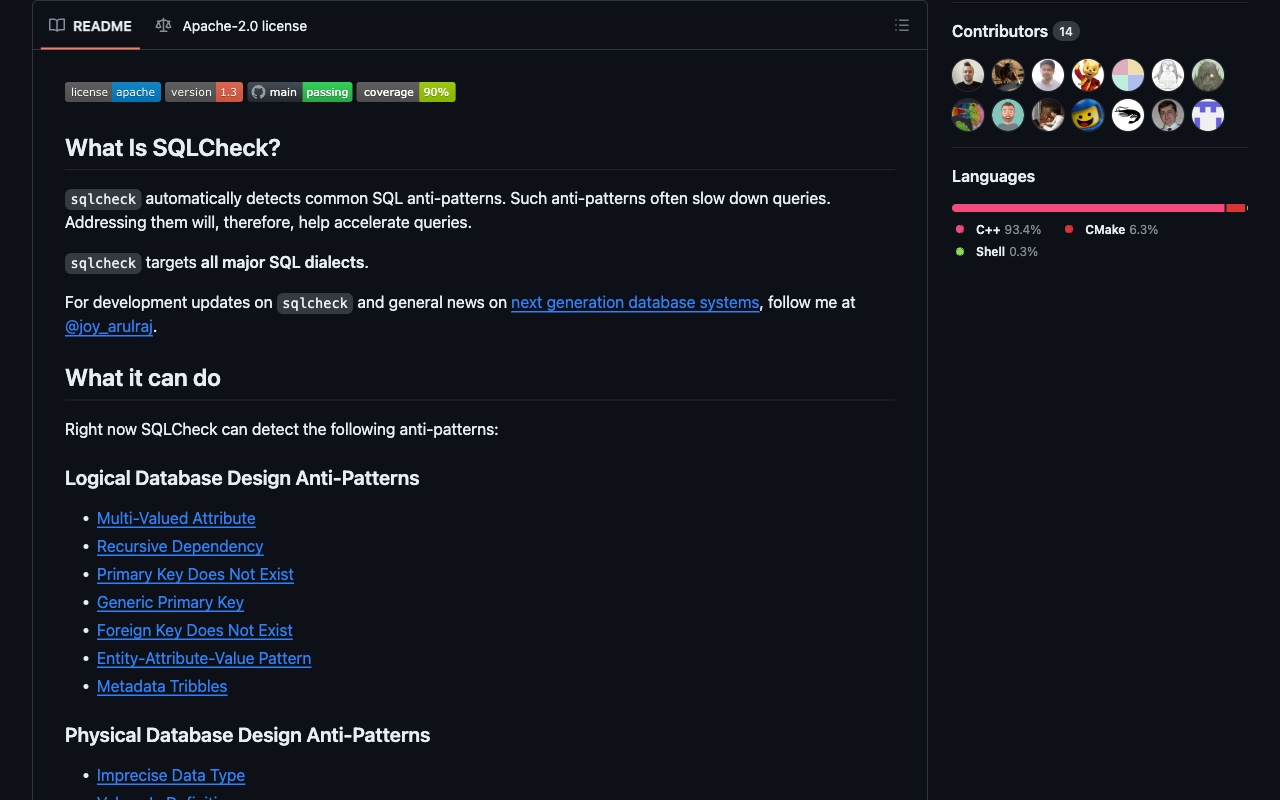 README
Apache-2.0 license
license apache version 1.3 main passing coverage 90%
What Is SQLCheck?
sqlcheck automatically detects common SQL anti-patterns. Such anti-patterns often slow down queries.
Addressing them will, therefore, help accelerate queries.
sqlcheck targets all major SQL dialects.
For development updates on sqlcheck and general news on next generation database systems, follow me at
@joy_arulraj.
What it can do
Right now SQLCheck can detect the following anti-patterns:
Logical Database Design Anti-Patterns
• Multi-Valued Attribute
• Recursive Dependency
• Primary Key Does Not Exist
• Generic Primary Key
• Foreign Key Does Not Exist
• Entity-Attribute-Value Pattern
• Metadata Tribbles
Physical Database Design Anti-Patterns
• Imprecise Data Type
Contributors 14
Languages
C++ 93.4% CMake 6.3%
Shell 0.3%